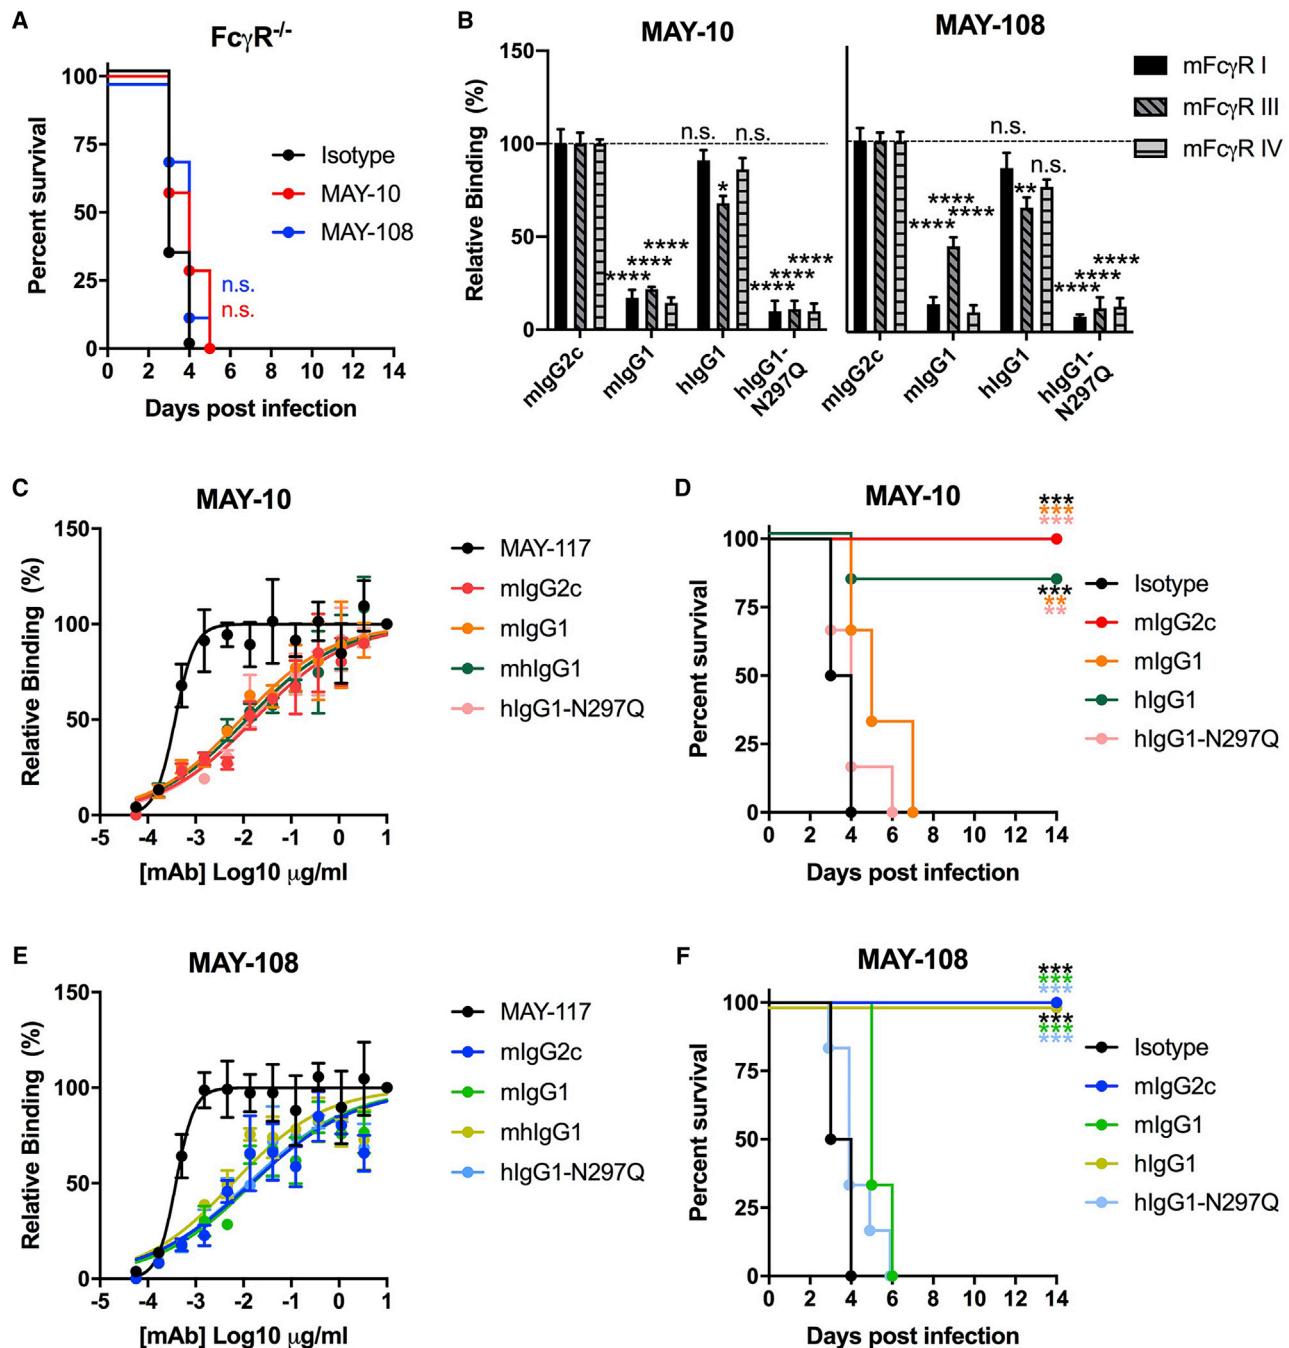 A
FcγR-/-
Percent survival
100
75
50
25
0
0 2 4 6 8 10 12 14
Days post infection
Isotype
MAY-10
MAY-108
n.s.
n.s.
B
MAY-10
MAY-108
Relative Binding (%)
150
100
50
0
n.s. n.s.
*
****
****
****
****
****
****
n.s.
n.s.
**
****
****
****
****
****
****
mIgG2c
mIgG1
hIgG1
hIgG1-
N297Q
mIgG2c
mIgG1
hIgG1
hIgG1-
N297Q
mFcγR I
mFcγR III
mFcγR IV
C
MAY-10
Relative Binding (%)
150
100
50
0
-5 -4 -3 -2 -1 0 1
[mAb] Log10 μg/ml
MAY-117
mIgG2c
mIgG1
mhIgG1
hIgG1-N297Q
D
MAY-10
Percent survival
100
75
50
25
0
0 2 4 6 8 10 12 14
Days post infection
***
***
***
***
**
**
Isotype
mIgG2c
mIgG1
hIgG1
hIgG1-N297Q
E
MAY-108
Relative Binding (%)
150
100
50
0
-5 -4 -3 -2 -1 0 1
[mAb] Log10 μg/ml
MAY-117
mIgG2c
mIgG1
mhIgG1
hIgG1-N297Q
F
MAY-108
Percent survival
100
75
50
25
0
0 2 4 6 8 10 12 14
Days post infection
***
***
***
***
***
***
Isotype
mIgG2c
mIgG1
hIgG1
hIgG1-N297Q